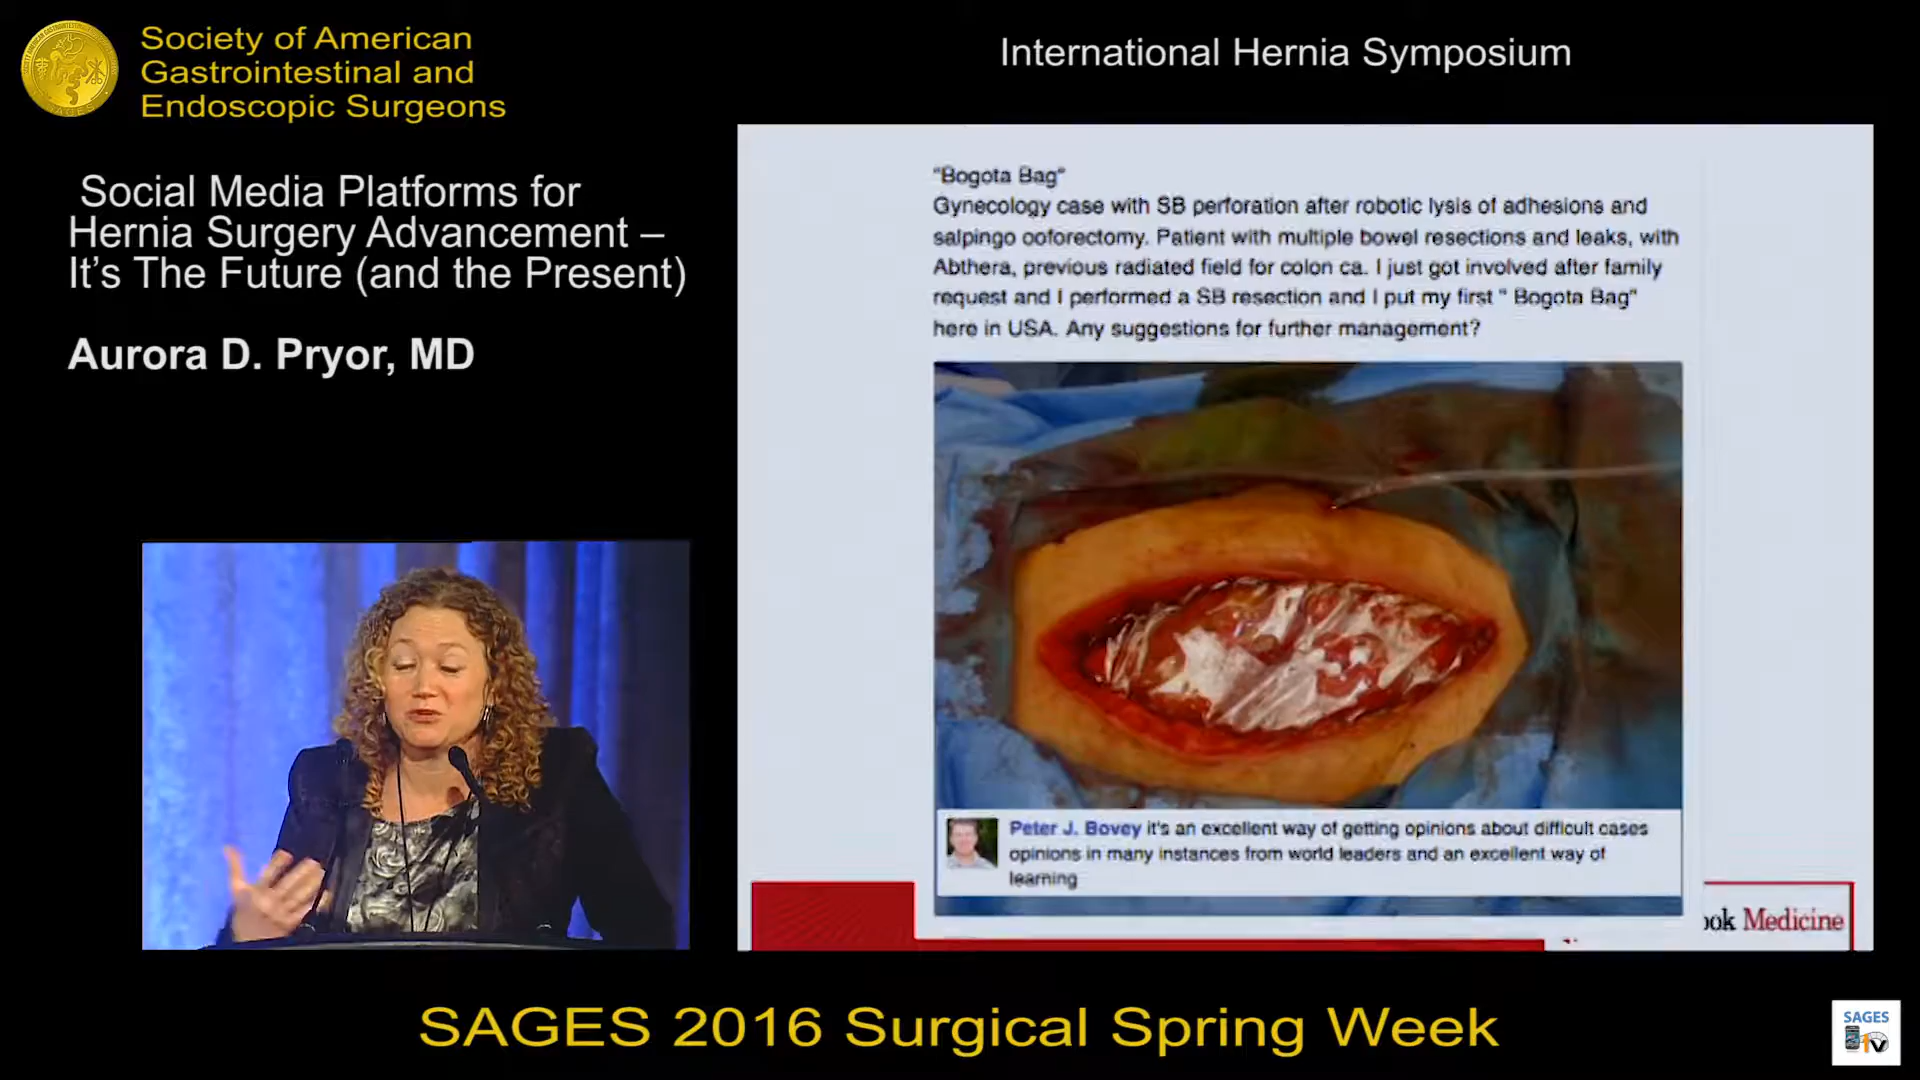 Society of American
Gastrointestinal and
Endoscopic Surgeons
International Hernia Symposium
Social Media Platforms for
Hernia Surgery Advancement –
It's The Future (and the Present)
Aurora D. Pryor, MD
"Bogota Bag"
Gynecology case with SB perforation after robotic lysis of adhesions and
salpingo ooforectomy. Patient with multiple bowel resections and leaks, with
Abthera, previous radiated field for colon ca. I just got involved after family
request and I performed a SB resection and I put my first " Bogota Bag"
here in USA. Any suggestions for further management?
Peter J. Bovey it's an excellent way of getting opinions about difficult cases
opinions in many instances from world leaders and an excellent way of
learning
ook Medicine
SAGES 2016 Surgical Spring Week
SAGES
TV